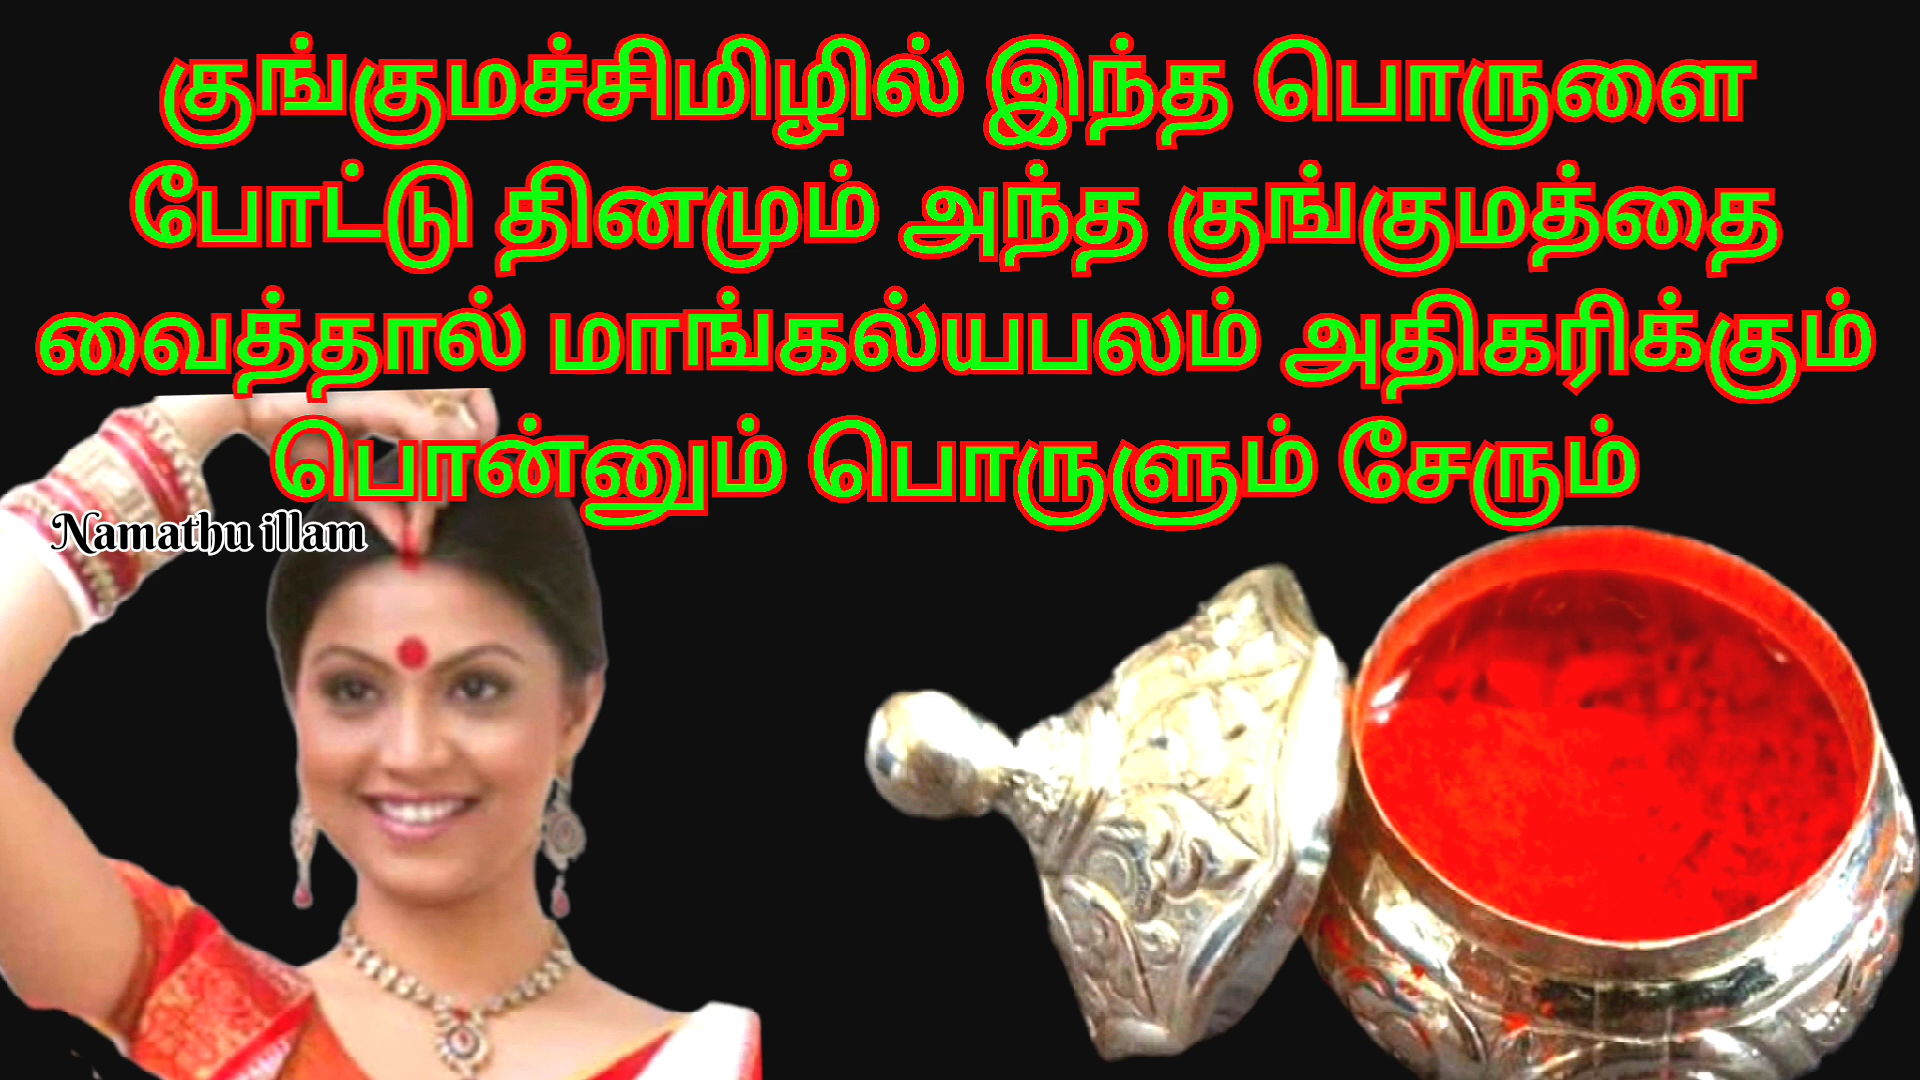 குங்குமச்சிமிழில் இந்த பொருளை
போட்டு தினமும் அந்த குங்குமத்தை
வைத்தால் மாங்கல்யபலம் அதிகரிக்கும்
பொன்னும் பொருளும் சேரும்
Namathu illam